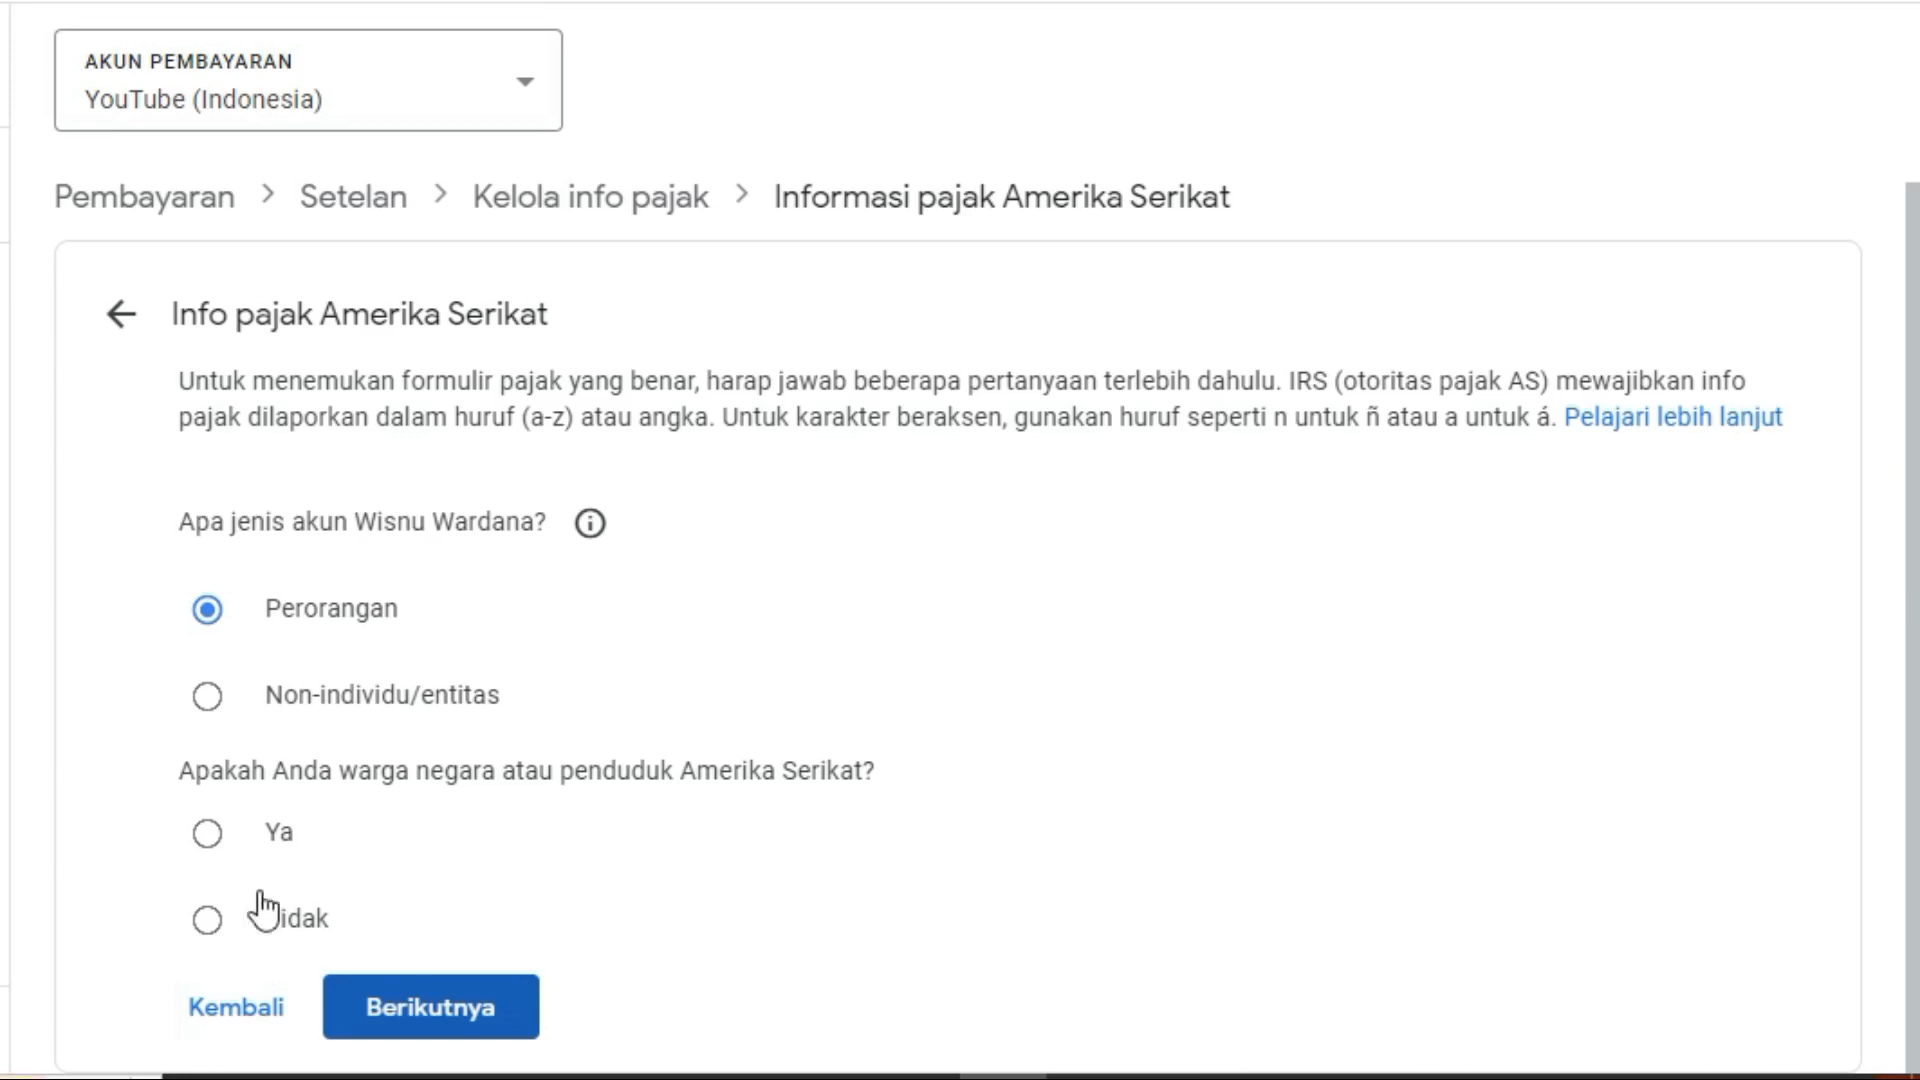 AKUN PEMBAYARAN
YouTube (Indonesia)
Pembayaran > Setelan > Kelola info pajak > Informasi pajak Amerika Serikat
Info pajak Amerika Serikat
Untuk menemukan formulir pajak yang benar, harap jawab beberapa pertanyaan terlebih dahulu. IRS (otoritas pajak AS) mewajibkan info
pajak dilaporkan dalam huruf (a-z) atau angka. Untuk karakter beraksen, gunakan huruf seperti n untuk ñ atau a untuk á. Pelajari lebih lanjut
Apa jenis akun Wisnu Wardana?
Perorangan
Non-individu/entitas
Apakah Anda warga negara atau penduduk Amerika Serikat?
Ya
idak
Kembali
Berikutnya